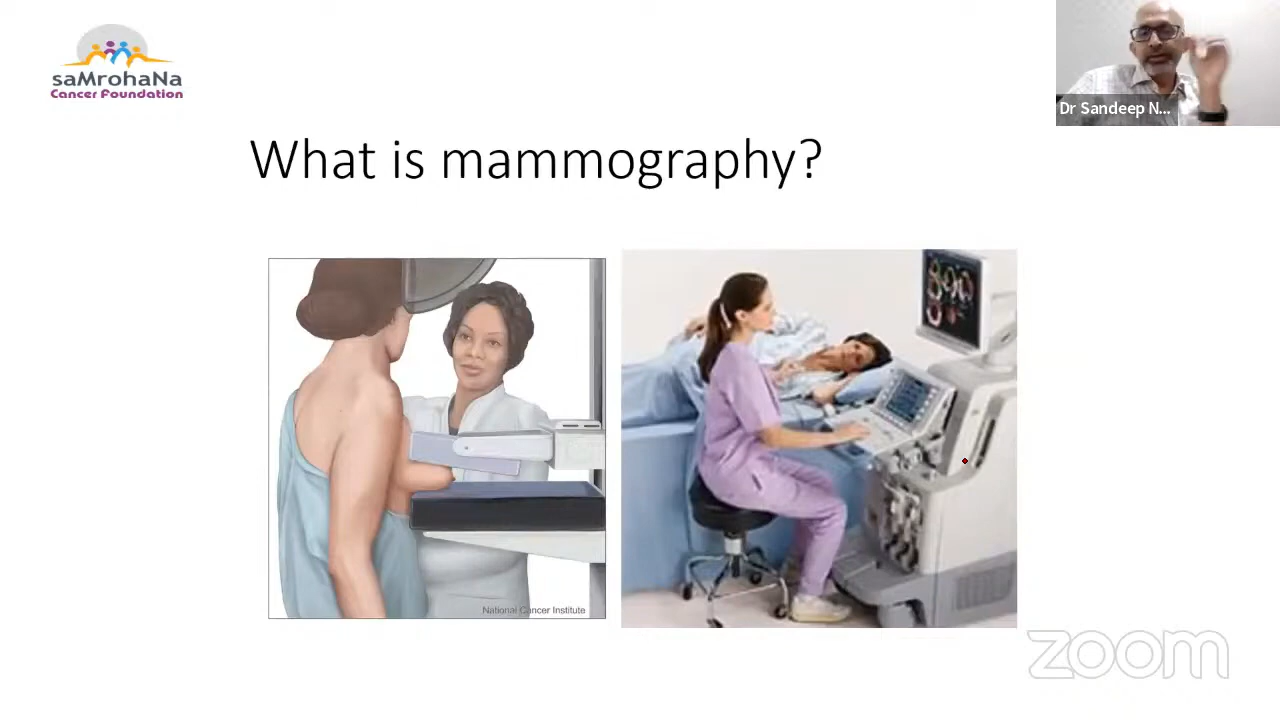 saMrohaNa
Cancer Foundation
Dr Sandeep N...
What is mammography?
National Cancer Institute
zoom